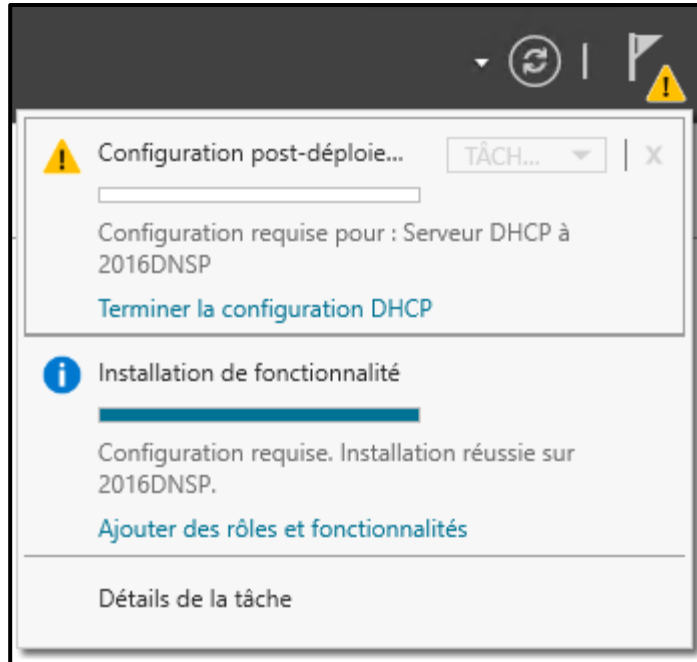 Configuration post-déploie...
TÂCH...
X
Configuration requise pour : Serveur DHCP à
2016DNSP
Terminer la configuration DHCP
Installation de fonctionnalité
Configuration requise. Installation réussie sur
2016DNSP.
Ajouter des rôles et fonctionnalités
Détails de la tâche